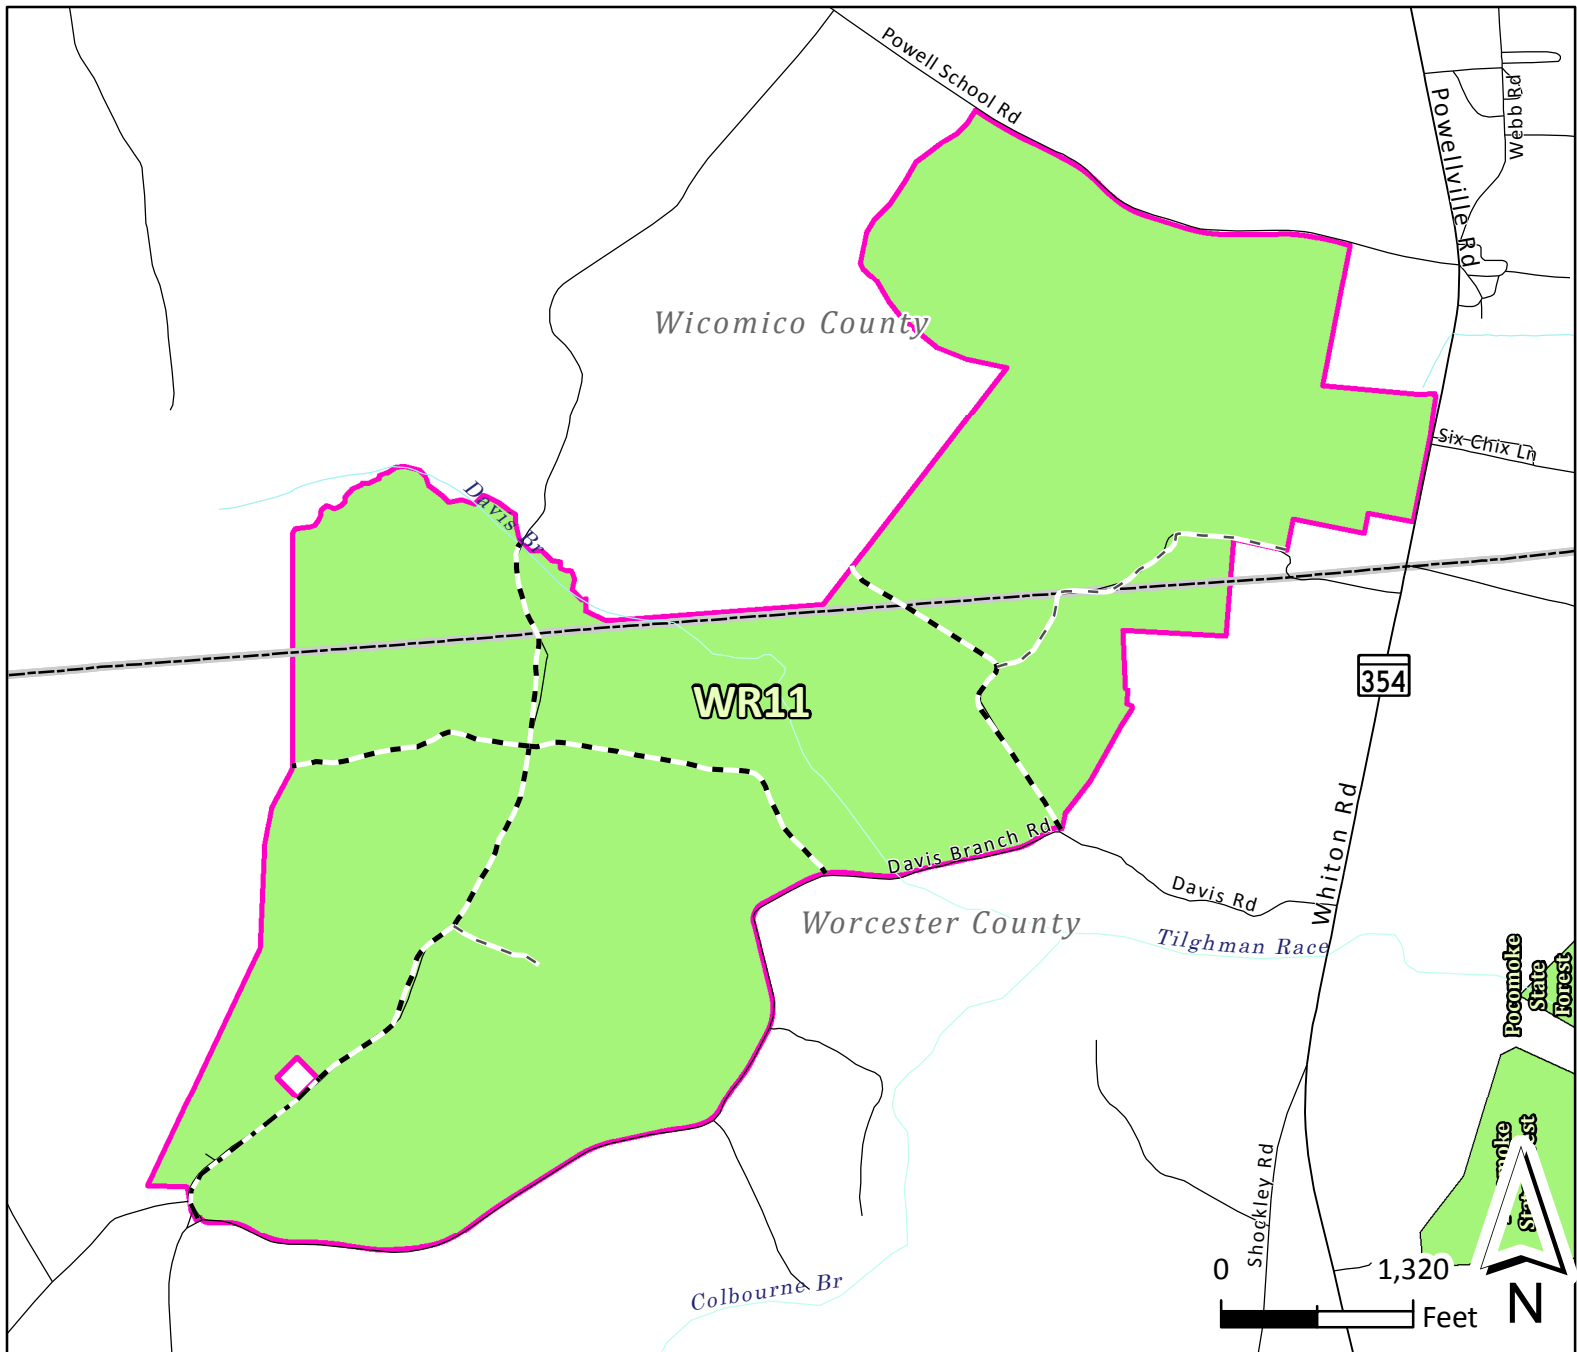 Powell School Rd
Powellville Rd
Webb Rd
Wicomico County
Six Chix Ln
Davis Br
WR11
354
Davis Branch Rd
Davis Rd
Whiton Rd
Worcester County
Tilghman Race
Pocomoke
State
Forest
Shockley Rd
Colbourne Br
0 1,320
Feet
N